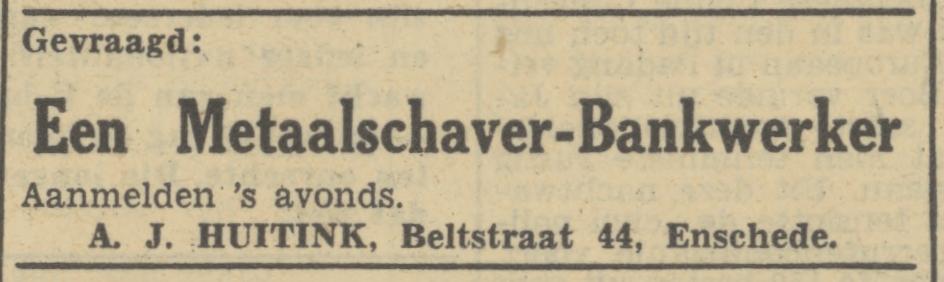 Gevraagd:
Een Metaalschaver-Bankwerker
Aanmelden 's avonds.
A. J. HUITINK, Beltstraat 44, Enschede.